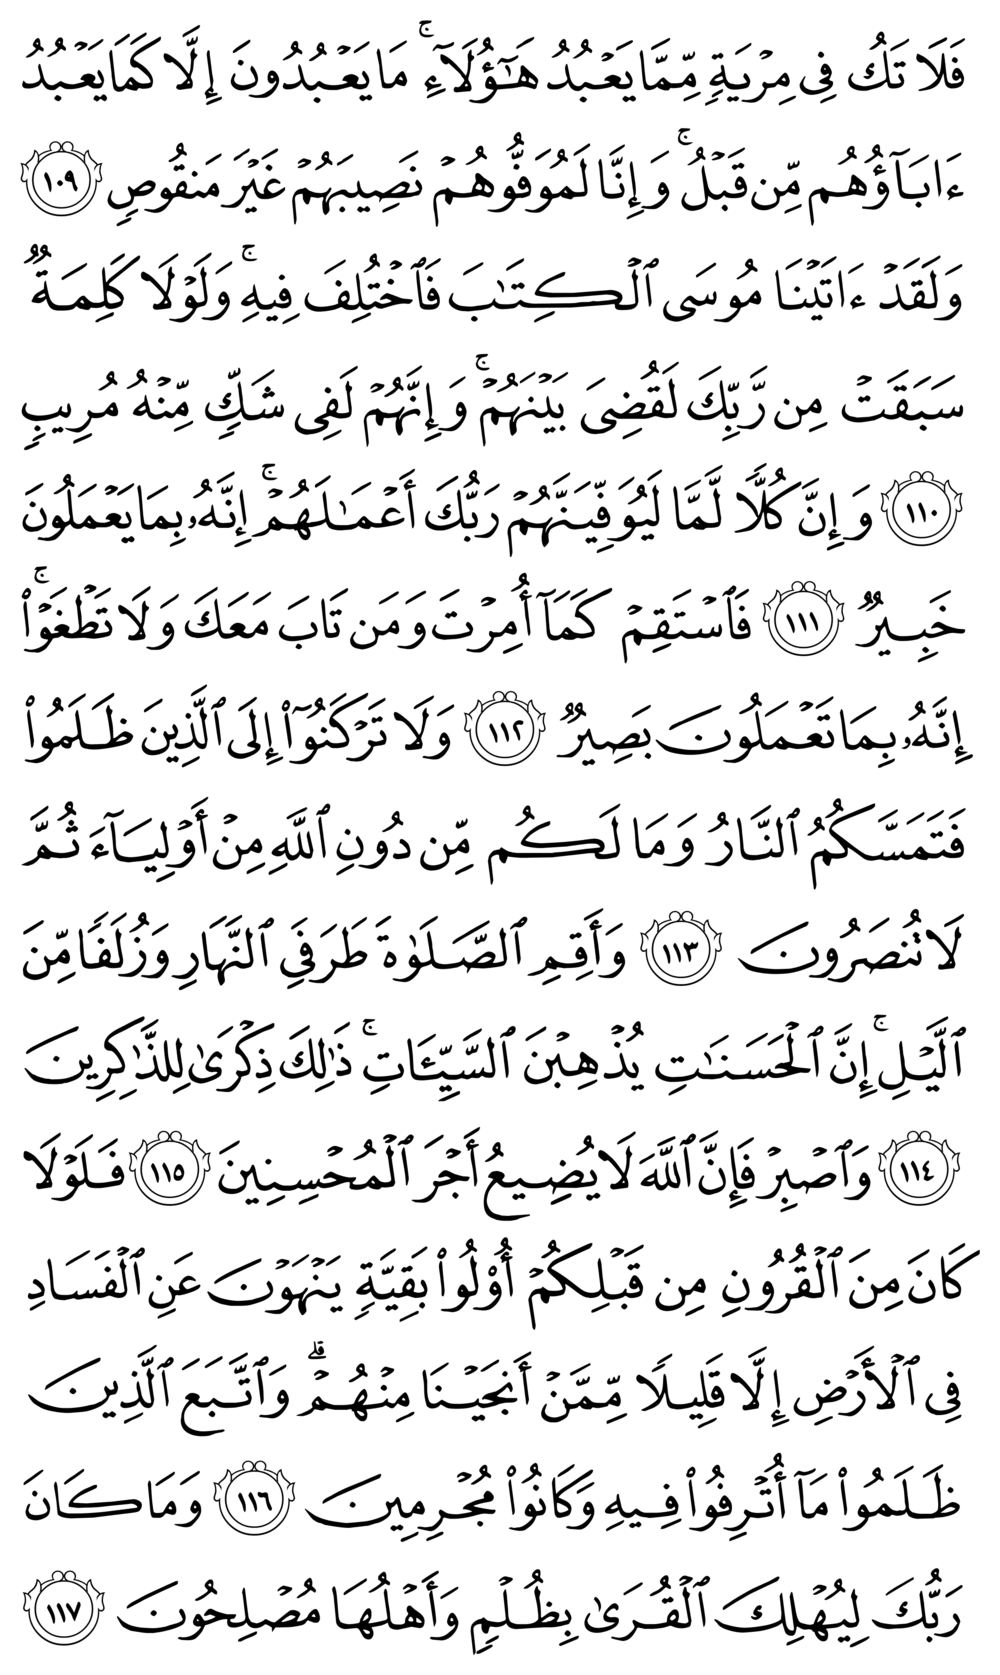 فَلَا تَكُ فِى مِرْيَةٍ مِّمَّا يَعْبُدُ هَٰٓؤُلَآءِ ۚ مَا يَعْبُدُونَ إِلَّا كَمَا يَعْبُدُ
ءَابَآؤُهُم مِّن قَبْلُ ۚ وَإِنَّا لَمُوَفُّوهُمْ نَصِيبَهُمْ غَيْرَ مَنقُوصٍ ١٠٩
وَلَقَدْ ءَاتَيْنَا مُوسَى ٱلْكِتَٰبَ فَٱخْتُلِفَ فِيهِ ۚ وَلَوْلَا كَلِمَةٌ
سَبَقَتْ مِن رَّبِّكَ لَقُضِىَ بَيْنَهُمْ ۚ وَإِنَّهُمْ لَفِى شَكٍّ مِّنْهُ مُرِيبٍ
١١٠ وَإِنَّ كُلًّا لَّمَّا لَيُوَفِّيَنَّهُمْ رَبُّكَ أَعْمَٰلَهُمْ ۚ إِنَّهُۥ بِمَا يَعْمَلُونَ
خَبِيرٌ ١١١ فَٱسْتَقِمْ كَمَآ أُمِرْتَ وَمَن تَابَ مَعَكَ وَلَا تَطْغَوْا۟ ۚ
إِنَّهُۥ بِمَا تَعْمَلُونَ بَصِيرٌ ١١٢ وَلَا تَرْكَنُوٓا۟ إِلَى ٱلَّذِينَ ظَلَمُوا۟
فَتَمَسَّكُمُ ٱلنَّارُ وَمَا لَكُم مِّن دُونِ ٱللَّهِ مِنْ أَوْلِيَآءَ ثُمَّ
لَا تُنصَرُونَ ١١٣ وَأَقِمِ ٱلصَّلَوٰةَ طَرَفَىِ ٱلنَّهَارِ وَزُلَفًا مِّنَ
ٱلَّيْلِ ۚ إِنَّ ٱلْحَسَنَٰتِ يُذْهِبْنَ ٱلسَّيِّـَٔاتِ ۚ ذَٰلِكَ ذِكْرَىٰ لِلذَّٰكِرِينَ
١١٤ وَٱصْبِرْ فَإِنَّ ٱللَّهَ لَا يُضِيعُ أَجْرَ ٱلْمُحْسِنِينَ ١١٥ فَلَوْلَا
كَانَ مِنَ ٱلْقُرُونِ مِن قَبْلِكُمْ أُو۟لُوا۟ بَقِيَّةٍ يَنْهَوْنَ عَنِ ٱلْفَسَادِ
فِى ٱلْأَرْضِ إِلَّا قَلِيلًا مِّمَّنْ أَنجَيْنَا مِنْهُمْ ۗ وَٱتَّبَعَ ٱلَّذِينَ
ظَلَمُوا۟ مَآ أُتْرِفُوا۟ فِيهِ وَكَانُوا۟ مُجْرِمِينَ ١١٦ وَمَا كَانَ
رَبُّكَ لِيُهْلِكَ ٱلْقُرَىٰ بِظُلْمٍ وَأَهْلُهَا مُصْلِحُونَ ١١٧